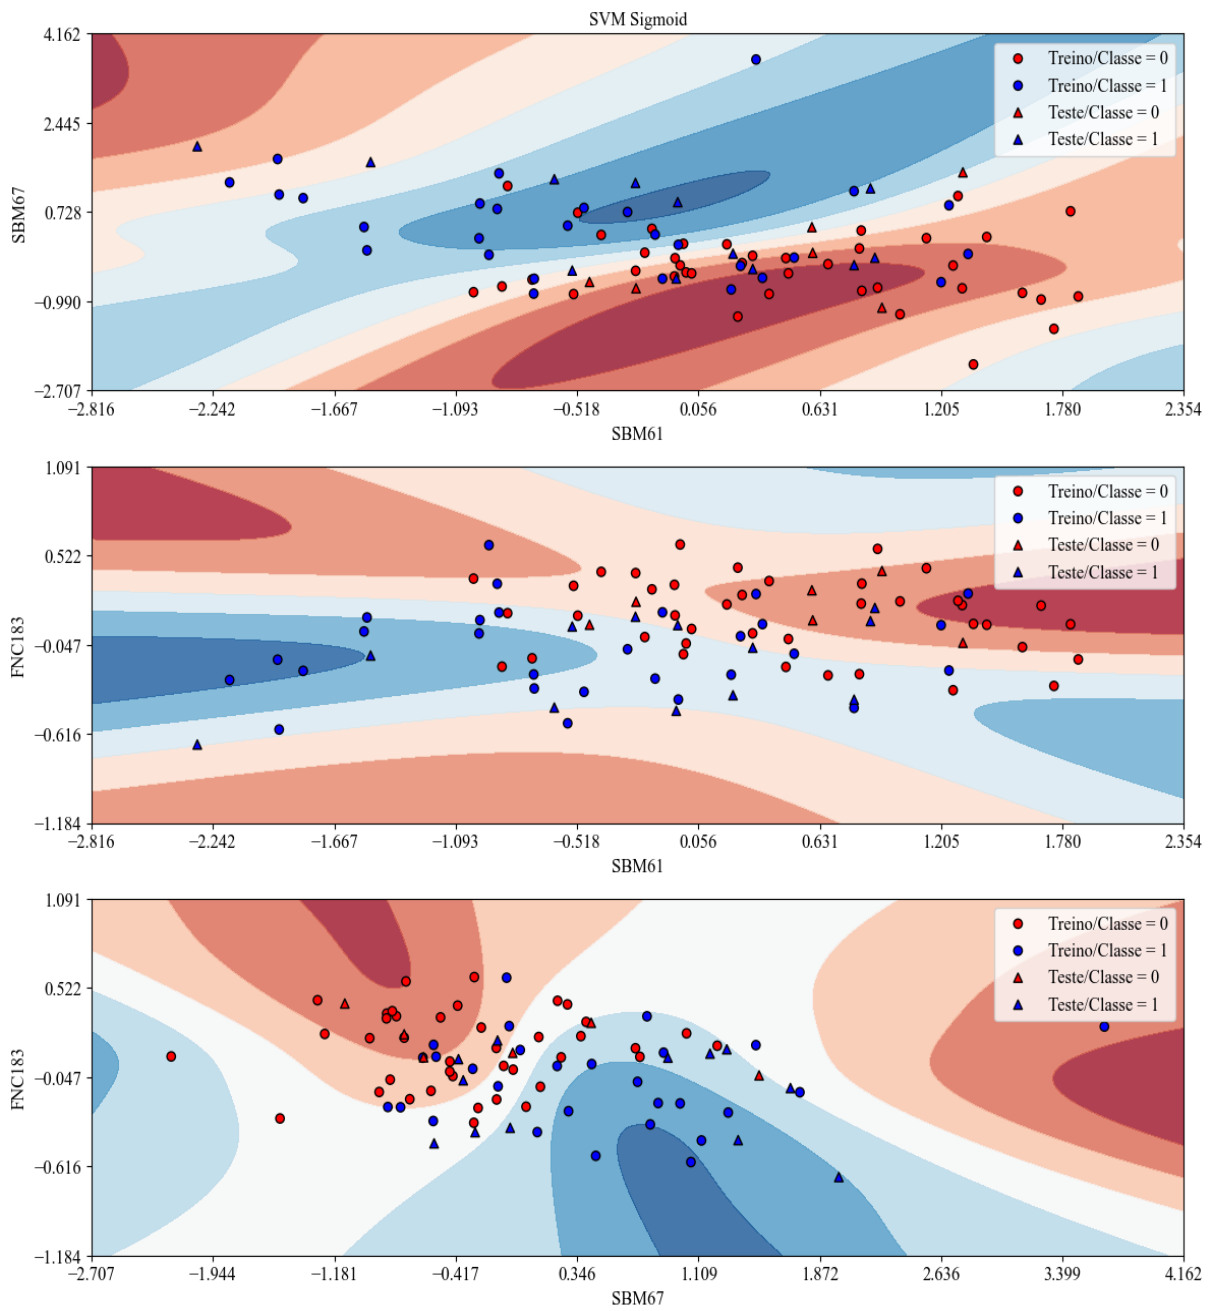 SVM Sigmoid
4.162
2.445
0.728
−0.990
−2.707
SBM67
Treino/Classe = 0
Treino/Classe = 1
Teste/Classe = 0
Teste/Classe = 1
−2.816 −2.242 −1.667 −1.093 −0.518 0.056 0.631 1.205 1.780 2.354
SBM61
1.091
0.522
−0.047
−0.616
−1.184
FNC183
Treino/Classe = 0
Treino/Classe = 1
Teste/Classe = 0
Teste/Classe = 1
−2.816 −2.242 −1.667 −1.093 −0.518 0.056 0.631 1.205 1.780 2.354
SBM61
1.091
0.522
−0.047
−0.616
−1.184
FNC183
Treino/Classe = 0
Treino/Classe = 1
Teste/Classe = 0
Teste/Classe = 1
−2.707 −1.944 −1.181 −0.417 0.346 1.109 1.872 2.636 3.399 4.162
SBM67